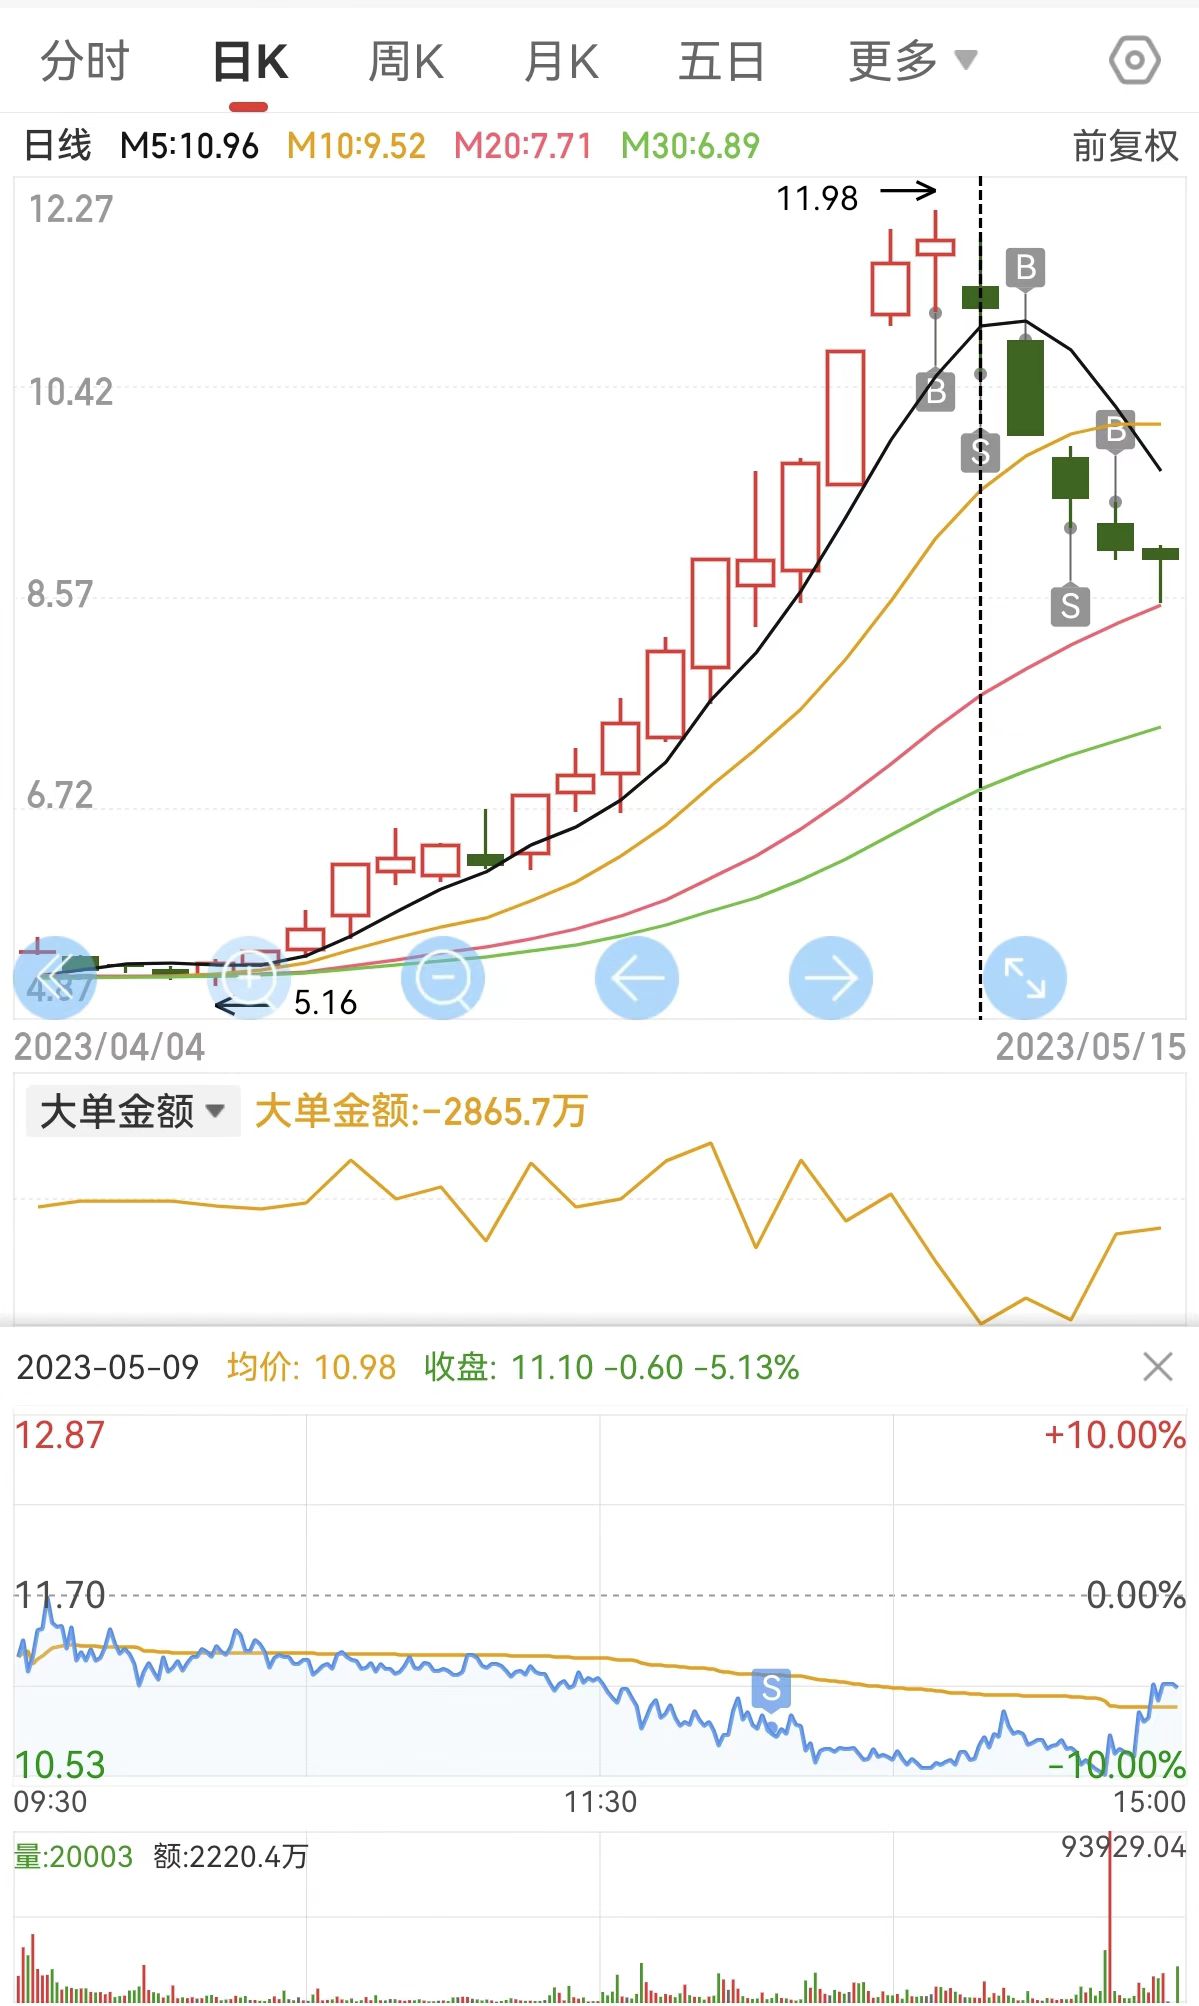 分时 日K 周K 月K 五日 更多
日线 M5:10.96 M10:9.52 M20:7.71 M30:6.89 前复权
12.27
11.98
B
10.42
B
B
S
8.57
S
6.72
4.87
5.16
2023/04/04 2023/05/15
大单金额 大单金额:-2865.7万
2023-05-09 均价: 10.98 收盘: 11.10 -0.60 -5.13%
12.87 +10.00%
11.70 0.00%
S
10.53 -10.00%
09:30 11:30 15:00
量:20003 额:2220.4万 93929.04